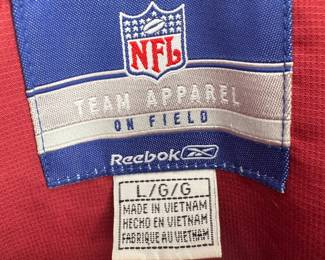 NFL
TEAM APPAREL
ON FIELD
Reebok
L/G/G
MADE IN VIETNAM
HECHO EN VIETNAM
FABRIQUE AU VIETNAM